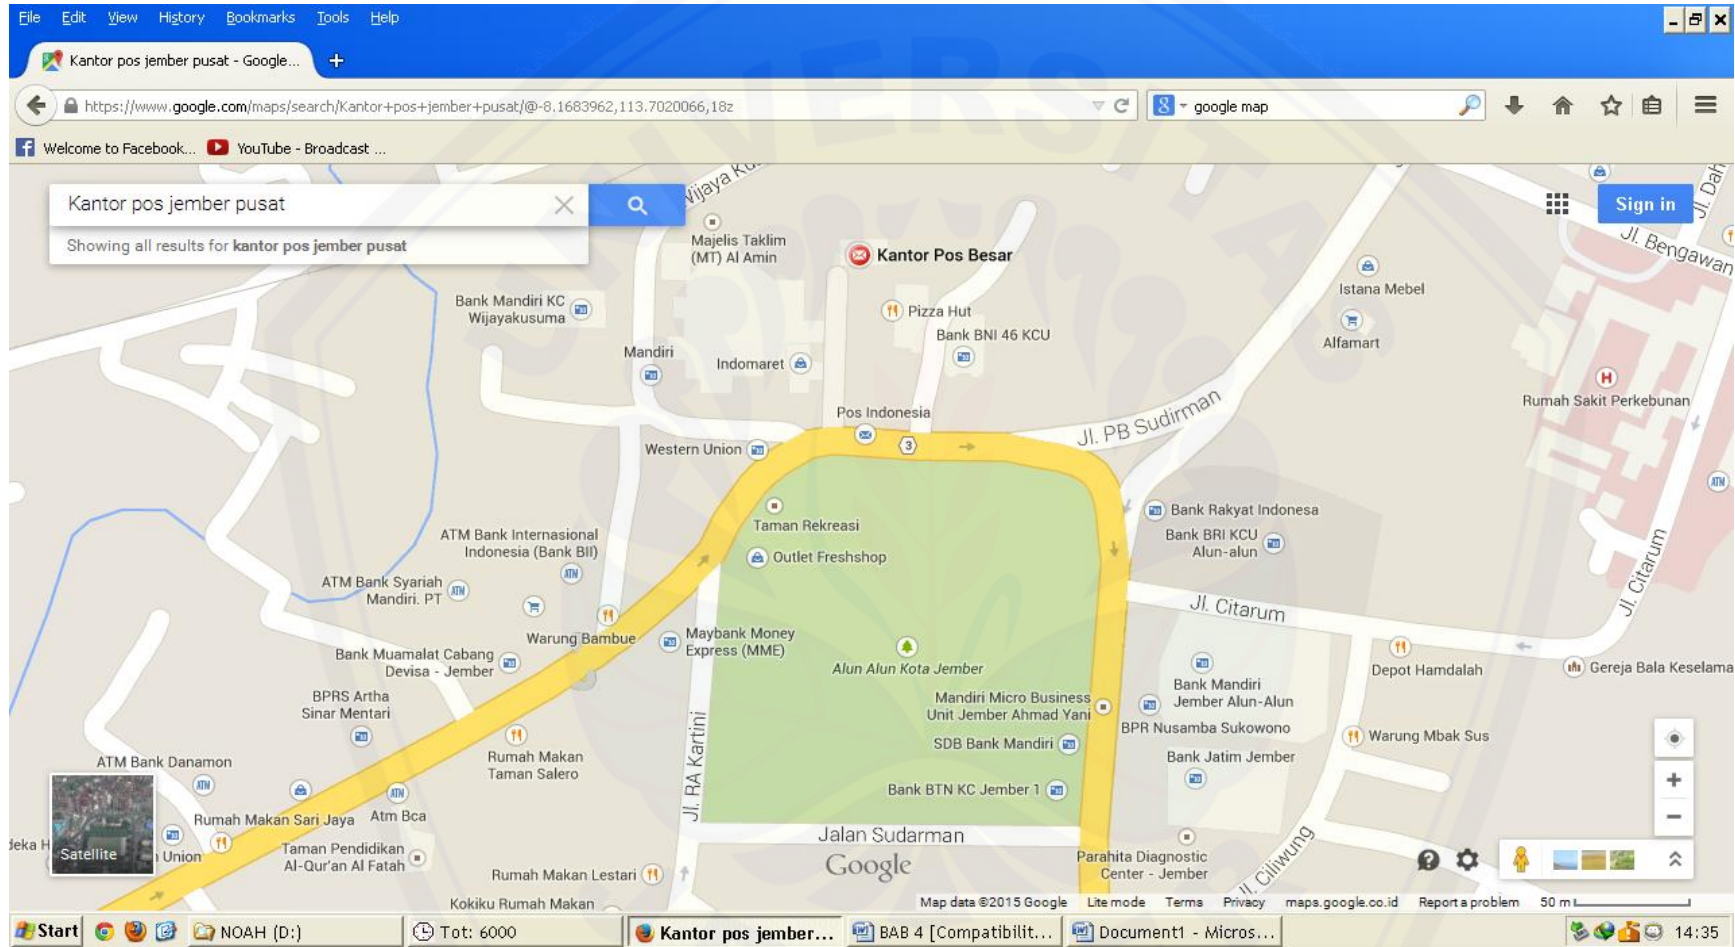 File Edit View History Bookmarks Tools Help
Kantor pos jember pusat - Google...
https://www.google.com/maps/search/Kantor+pos+jember+pusat/@-8.1683962,113.7020066,18z
google map
Welcome to Facebook... YouTube - Broadcast ...
UNIVERSITAS
Kantor pos jember pusat
Showing all results for kantor pos jember pusat
Sign in
Jl. Bengawan
Majelis Taklim
(MT) Al Amin
Kantor Pos Besar
Istana Mebel
Bank Mandiri KC
Wijayakusuma
Pizza Hut
Bank BNI 46 KCU
Alfamart
Mandiri
Indomaret
H
Rumah Sakit Perkebunan
Pos Indonesia
Jl. PB Sudirman
3
Western Union
ATM
Taman Rekreasi
Bank Rakyat Indonesa
ATM Bank Internasional
Indonesia (Bank BII)
Bank BRI KCU
Alun-alun
Outlet Freshshop
ATM
ATM Bank Syariah
Mandiri. PT
ATM
Jl. Citarum
Jl. Citarum
Warung Bambue
Maybank Money
Express (MME)
Bank Muamalat Cabang
Devisa - Jember
Alun Alun Kota Jember
Depot Hamdalah
Gereja Bala Keselama
BPRS Artha
Sinar Mentari
Mandiri Micro Business
Unit Jember Ahmad Yani
Bank Mandiri
Jember Alun-Alun
BPR Nusamba Sukowono
Jl. RA Kartini
SDB Bank Mandiri
Warung Mbak Sus
Rumah Makan
Taman Salero
ATM Bank Danamon
ATM
Bank Jatim Jember
Bank BTN KC Jember 1
ATM
Rumah Makan Sari Jaya
Atm Bca
Jalan Sudarman
Satellite
Union
Taman Pendidikan
Al-Qur'an Al Fatah
Google
Parahita Diagnostic
Center - Jember
Jl. Ciliwung
Rumah Makan Lestari
Kokiku Rumah Makan
Map data ©2015 Google Lite mode Terms Privacy maps.google.co.id Report a problem 50 m
Start NOAH (D:) Tot: 6000 Kantor pos jember... BAB 4 [Compatibilit... Document1 - Micros... 14:35